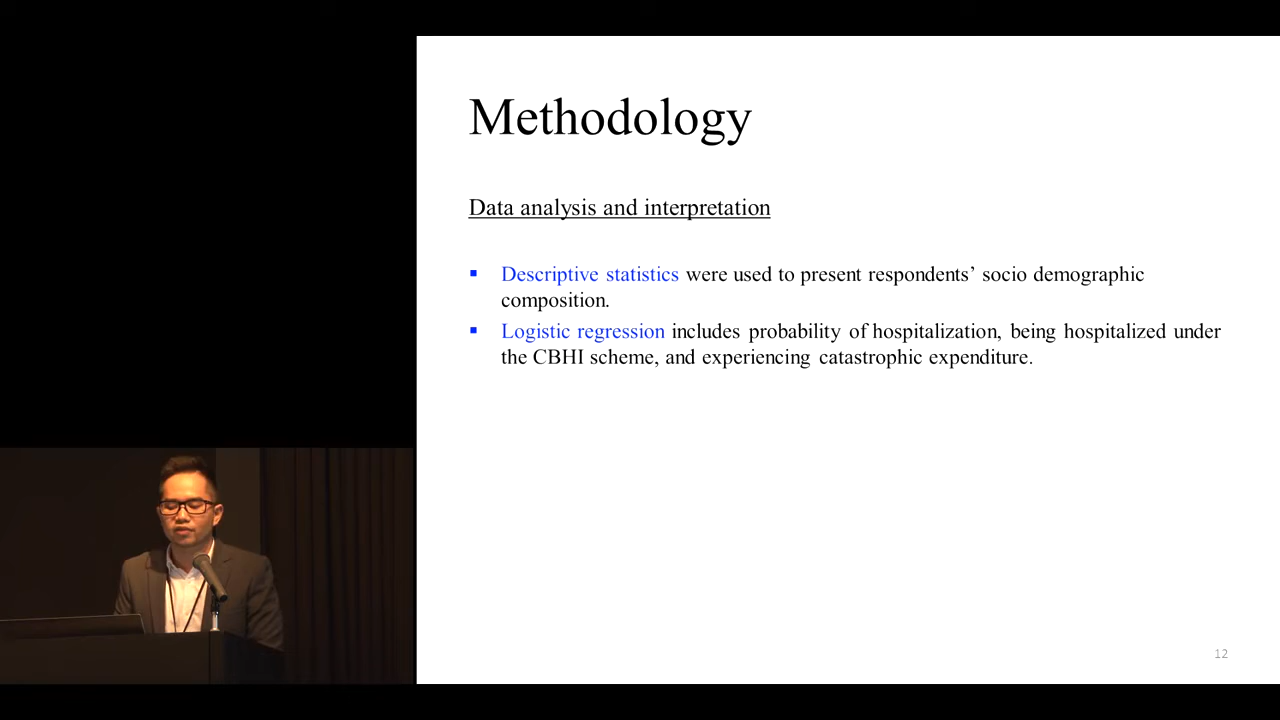 Methodology
Data analysis and interpretation
▪ Descriptive statistics were used to present respondents’ socio demographic
composition.
▪ Logistic regression includes probability of hospitalization, being hospitalized under
the CBHI scheme, and experiencing catastrophic expenditure.
12